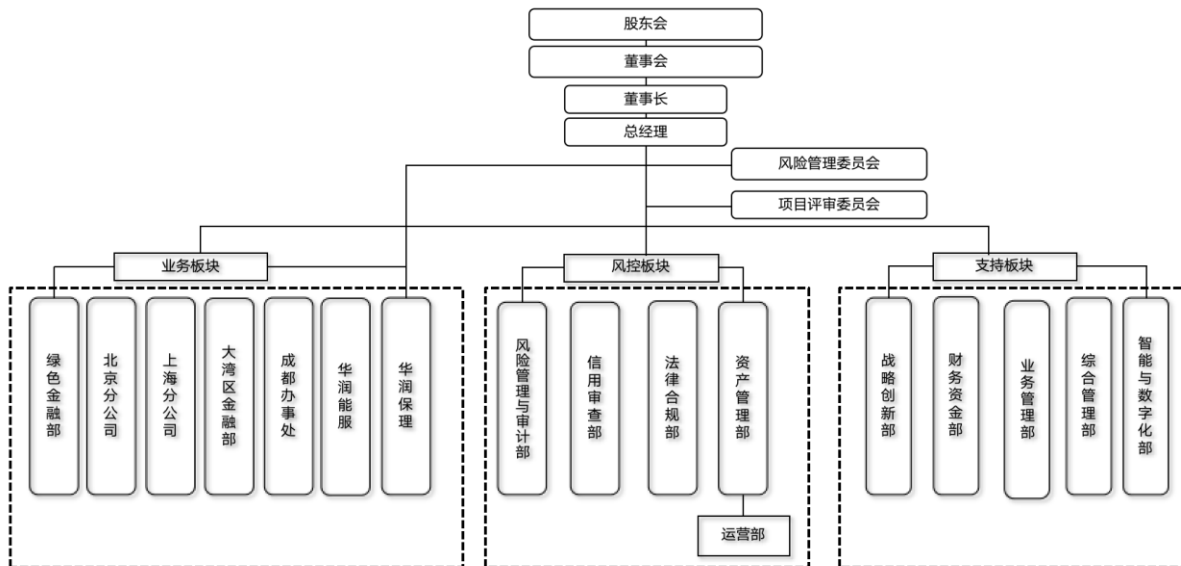 股东会
董事会
董事长
总经理
风险管理委员会
项目评审委员会
业务板块
风控板块
支持板块
绿色金融部
北京分公司
上海分公司
大湾区金融部
成都办事处
华润能服
华润保理
风险管理与审计部
信用审查部
法律合规部
资产管理部
战略创新部
财务资金部
业务管理部
综合管理部
智能与数字化部
运营部